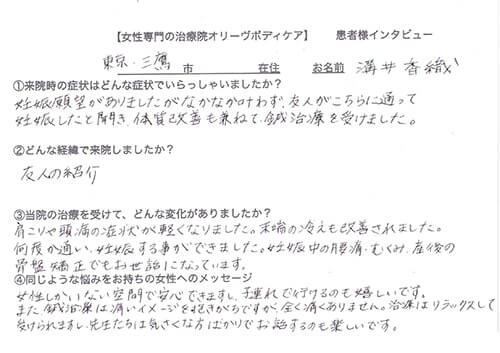 【女性専門の治療院オリーヴボディケア】 患者様インタビュー
東京・三鷹 市 在住 お名前 溝井 香織
①来院時の症状はどんな症状でいらっしゃいましたか?
妊娠願望がありましたがなかなか叶わず、友人がこちらに通って
妊娠したと聞き、体質改善も兼ねて、鍼治療を受けました。
②どんな経緯で来院しましたか?
友人の紹介
③当院の治療を受けて、どんな変化がありましたか?
肩こりや頭痛の症状が軽くなりました。末端の冷えも改善されました。
何度か通い、妊娠する事ができました。妊娠中の腰痛・むくみ、産後の
骨盤矯正でもお世話になっています。
④同じような悩みをお持ちの女性へのメッセージ
女性しかいない空間で安心できますし、子連れで行けるのも嬉しいです。
また、鍼治療は痛いイメージを抱きがちですが、全く痛くありません。治療はリラックスして
受けられますし、先生たちは気さくな方ばかりでお話するのも楽しいです。